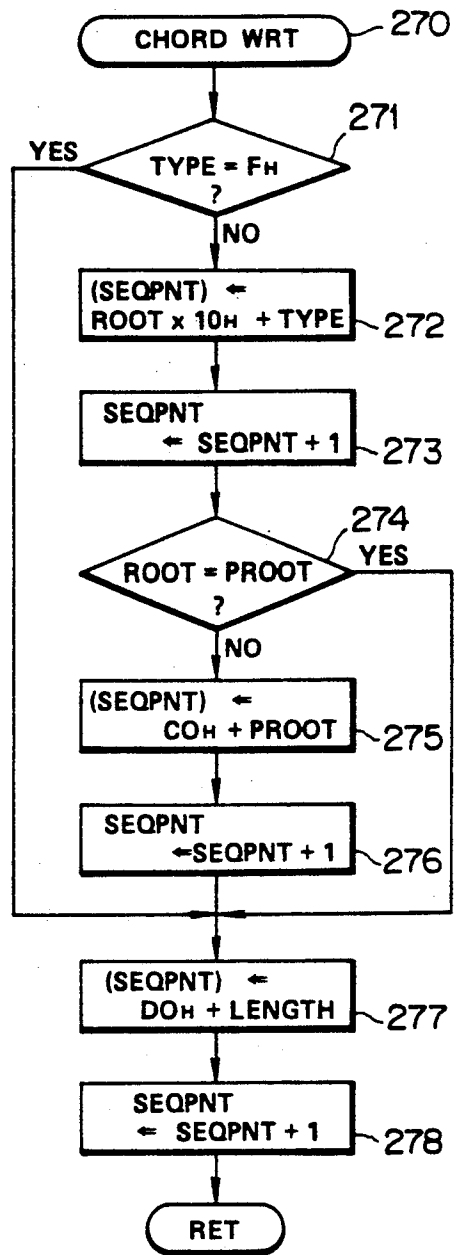 CHORD WRT
270
271
YES
TYPE = FH
?
NO
(SEQPNT) ⇐
ROOT x 10H + TYPE
272
SEQPNT
⇐ SEQPNT + 1
273
274
YES
ROOT = PROOT
?
NO
(SEQPNT) ⇐
COH + PROOT
275
SEQPNT
⇐SEQPNT + 1
276
(SEQPNT) ⇐
DOH + LENGTH
277
SEQPNT
⇐ SEQPNT + 1
278
RET